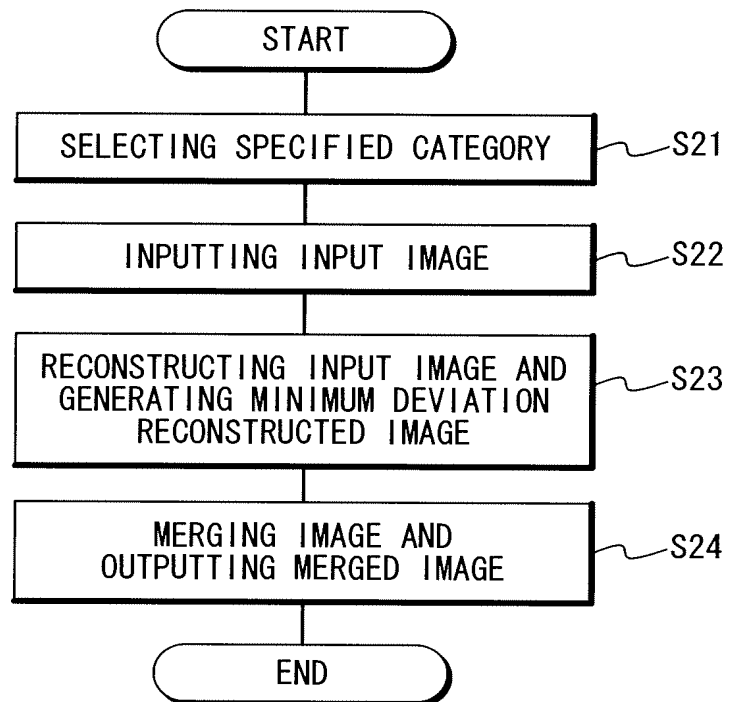 START
SELECTING SPECIFIED CATEGORY
S21
INPUTTING INPUT IMAGE
S22
RECONSTRUCTING INPUT IMAGE AND
GENERATING MINIMUM DEVIATION
RECONSTRUCTED IMAGE
S23
MERGING IMAGE AND
OUTPUTTING MERGED IMAGE
S24
END